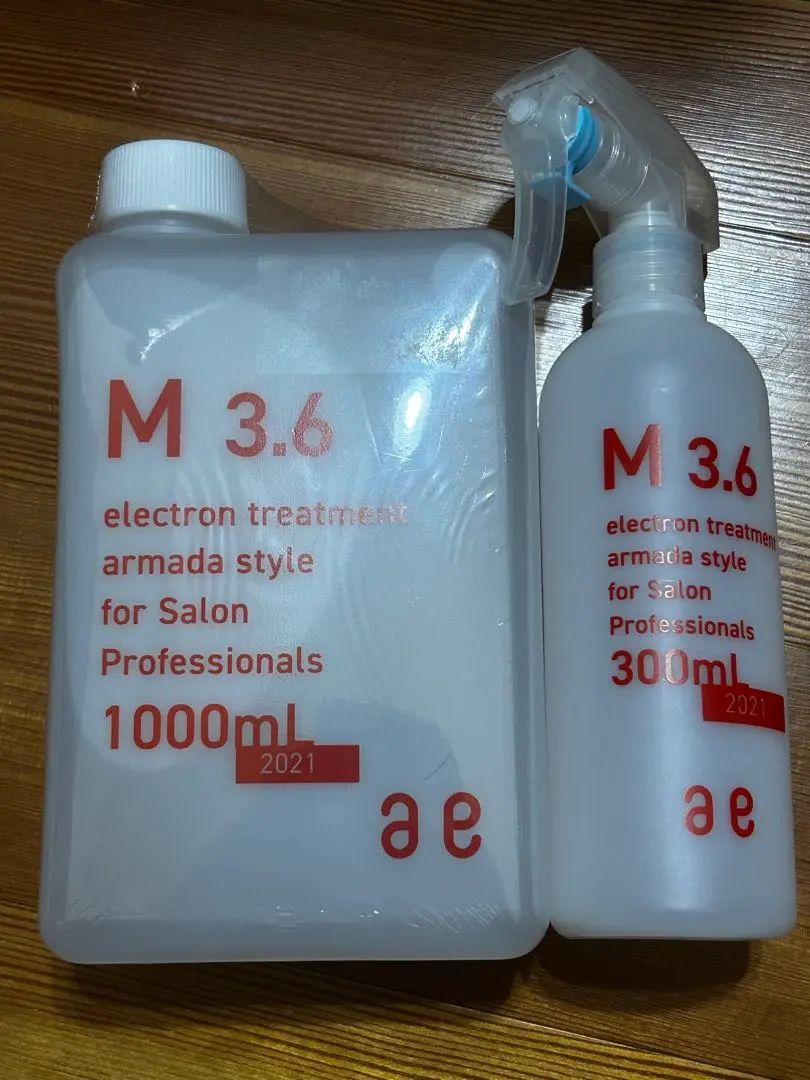 M 3.6
electron treatment
armada style
for Salon
Professionals
1000mL
2021
ae
M 3.6
electron treatment
armada style
for Salon
Professionals
300mL
2021
ae